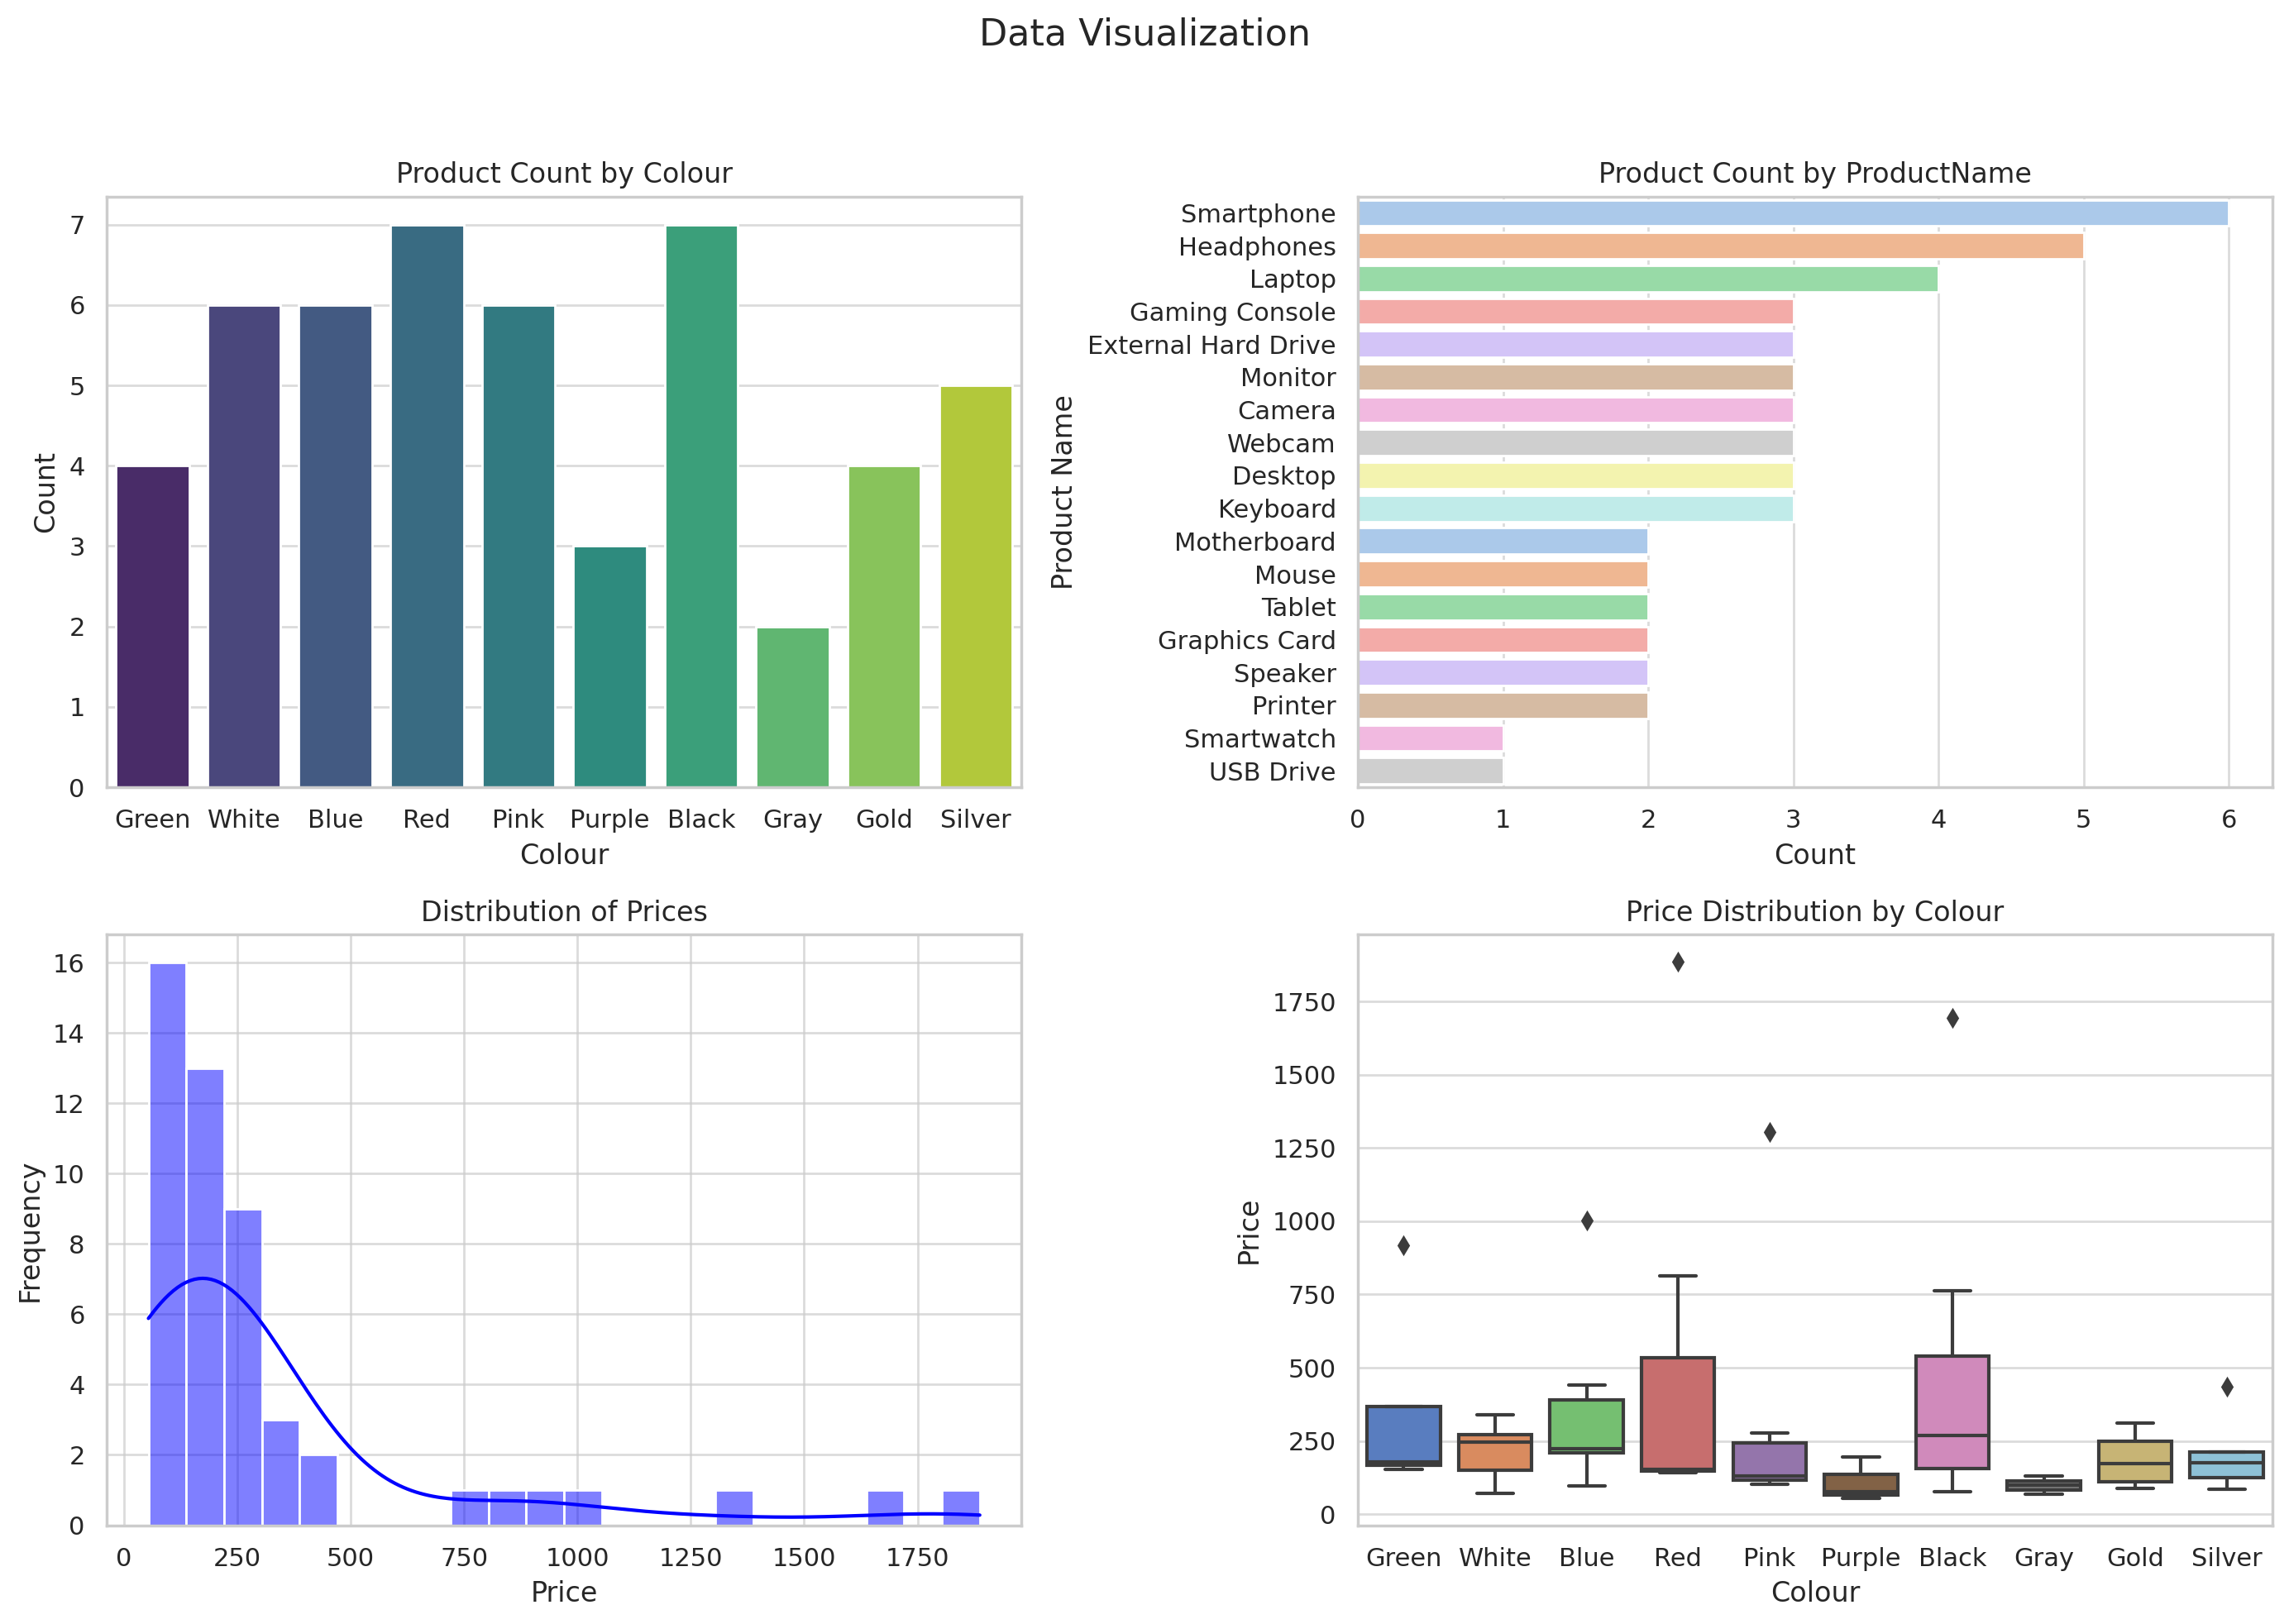 Data Visualization
Product Count by Colour
Count
7
6
5
4
3
2
1
0
Green White Blue Red Pink Purple Black Gray Gold Silver
Colour
Product Count by ProductName
Product Name
Smartphone
Headphones
Laptop
Gaming Console
External Hard Drive
Monitor
Camera
Webcam
Desktop
Keyboard
Motherboard
Mouse
Tablet
Graphics Card
Speaker
Printer
Smartwatch
USB Drive
0 1 2 3 4 5 6
Count
Distribution of Prices
Frequency
16
14
12
10
8
6
4
2
0
0 250 500 750 1000 1250 1500 1750
Price
Price Distribution by Colour
Price
1750
1500
1250
1000
750
500
250
0
Green White Blue Red Pink Purple Black Gray Gold Silver
Colour